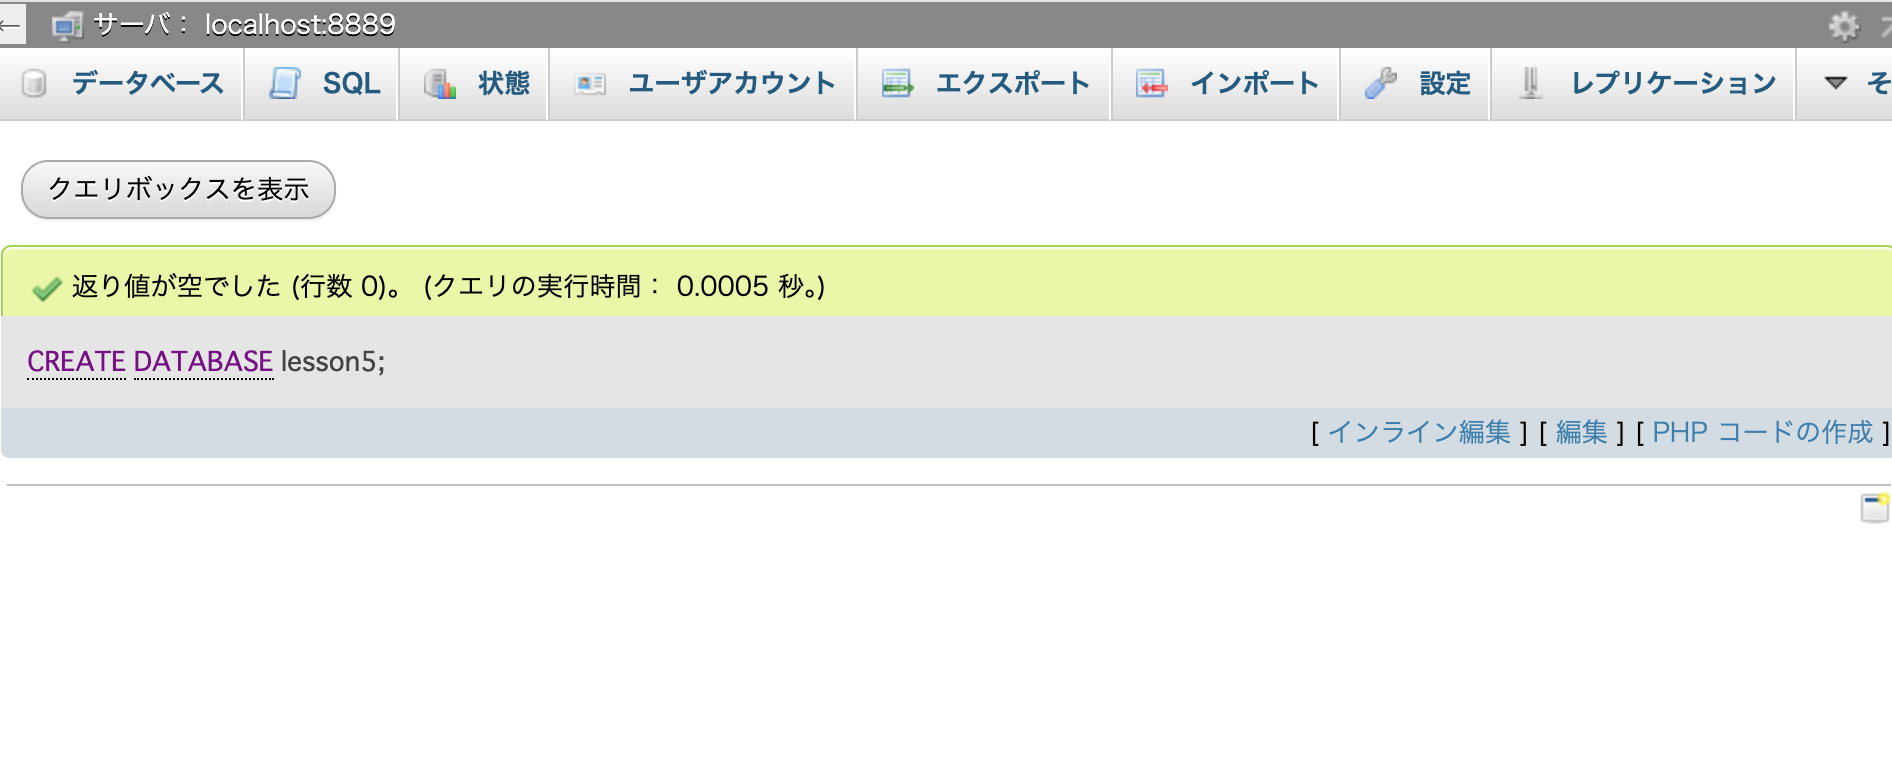 サーバ： localhost:8889
データベース SQL 状態 ユーザアカウント エクスポート インポート 設定 レプリケーション そ
クエリボックスを表示
返り値が空でした (行数 0)。 (クエリの実行時間： 0.0005 秒。)
CREATE DATABASE lesson5;
[ インライン編集 ] [ 編集 ] [ PHP コードの作成 ]